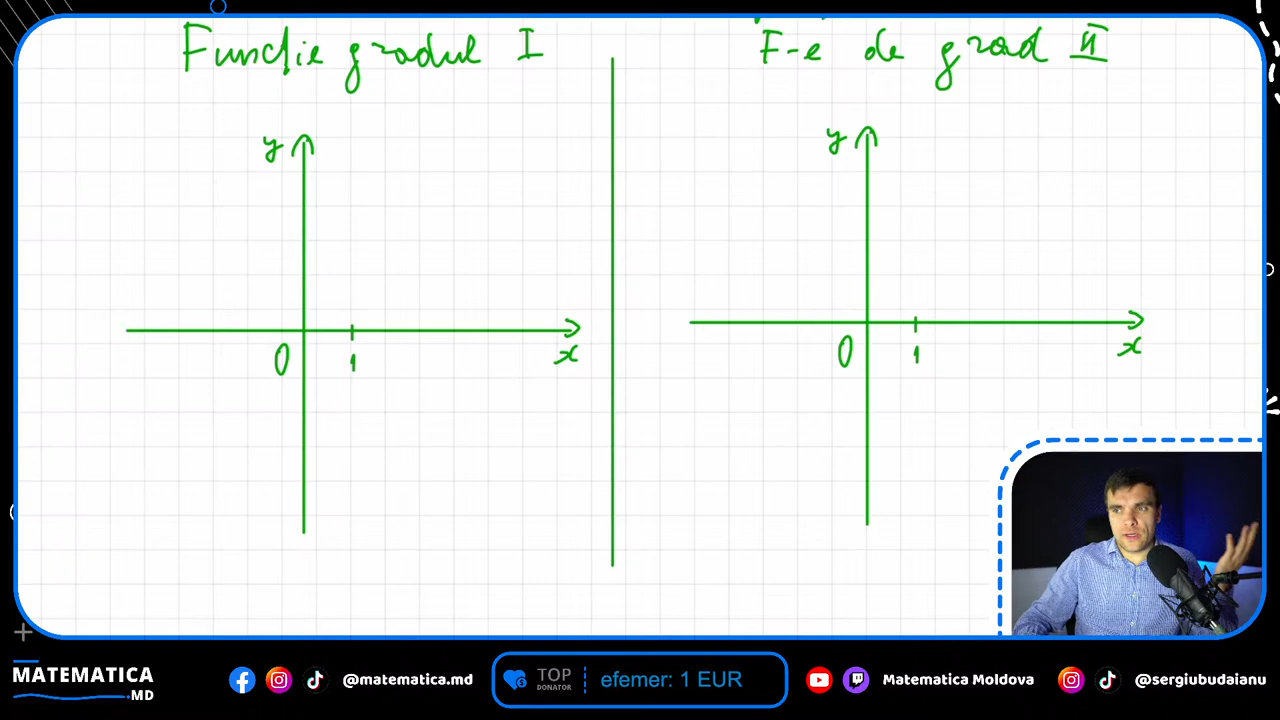 Funcție gradul I
F-e de grad II
y
y
0
1
x
0
1
x
MATEMATICA
.MD
@matematica.md
TOP
DONATOR
efemer: 1 EUR
Matematica Moldova
@sergiubudaianu